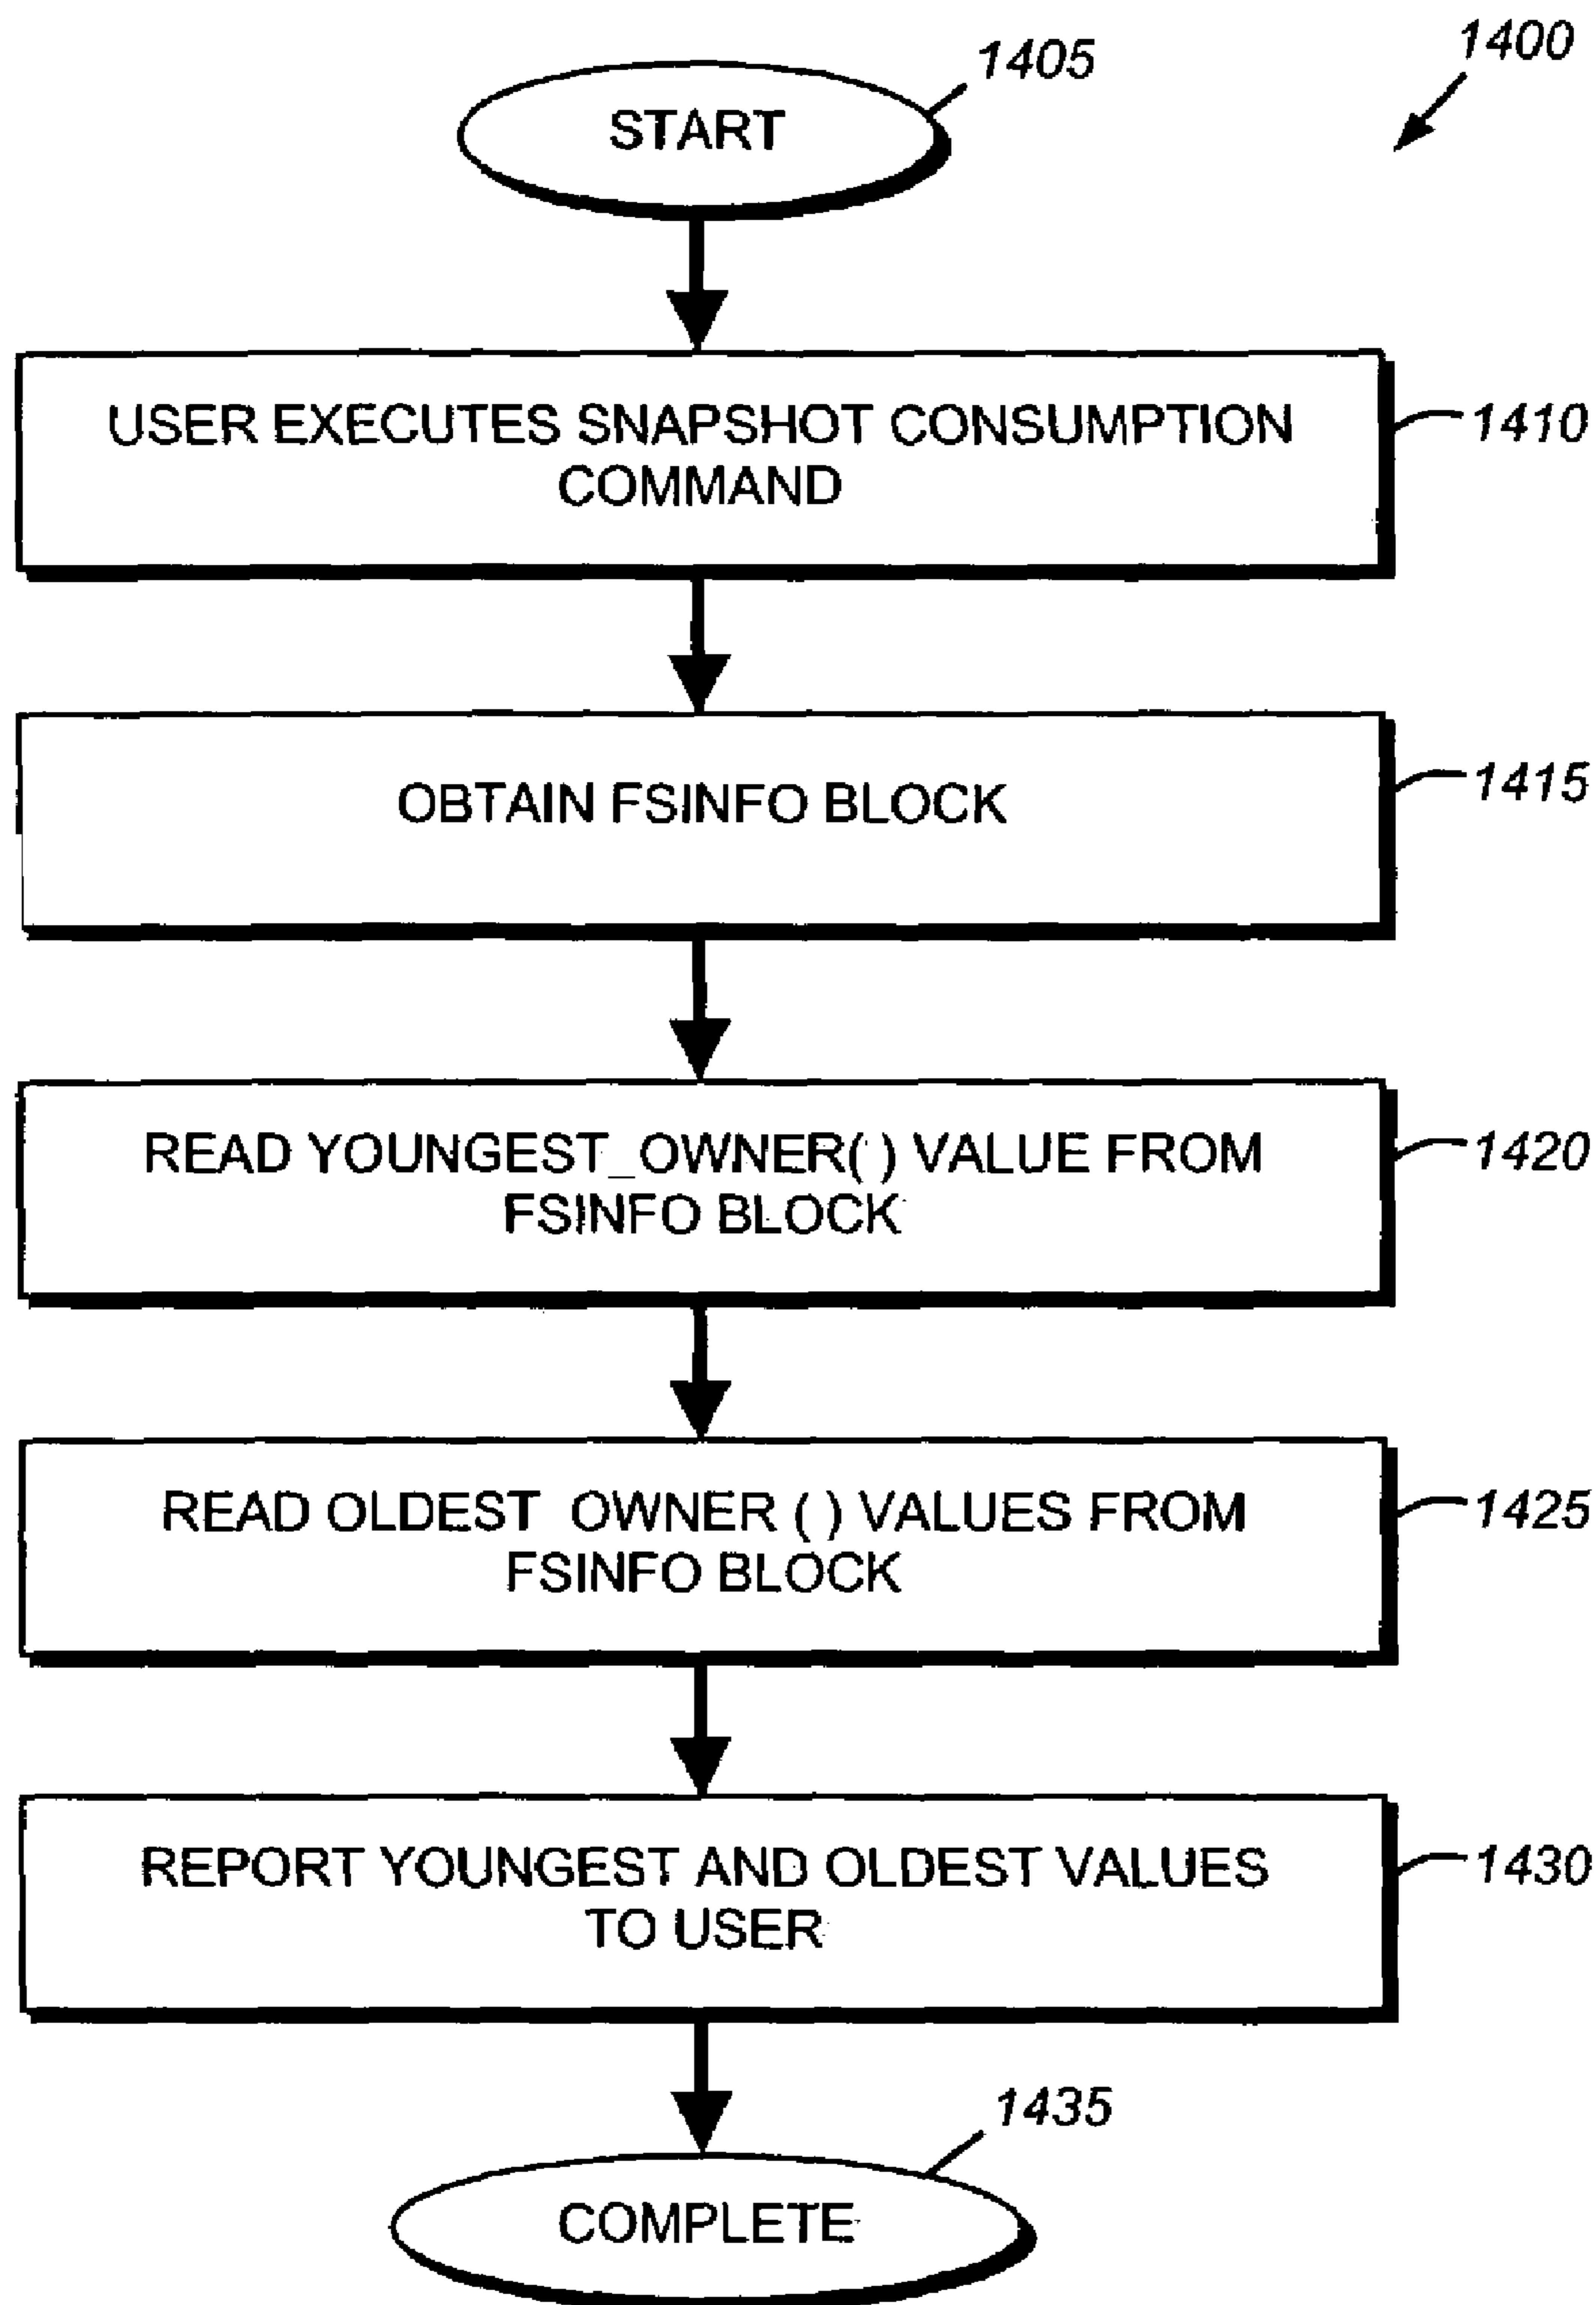 1400
1405
START
USER EXECUTES SNAPSHOT CONSUMPTION
COMMAND
1410
OBTAIN FSINFO BLOCK
1415
READ YOUNGEST_OWNER( ) VALUE FROM
FSINFO BLOCK
1420
READ OLDEST OWNER ( ) VALUES FROM
FSINFO BLOCK
1425
REPORT YOUNGEST AND OLDEST VALUES
TO USER
1430
1435
COMPLETE